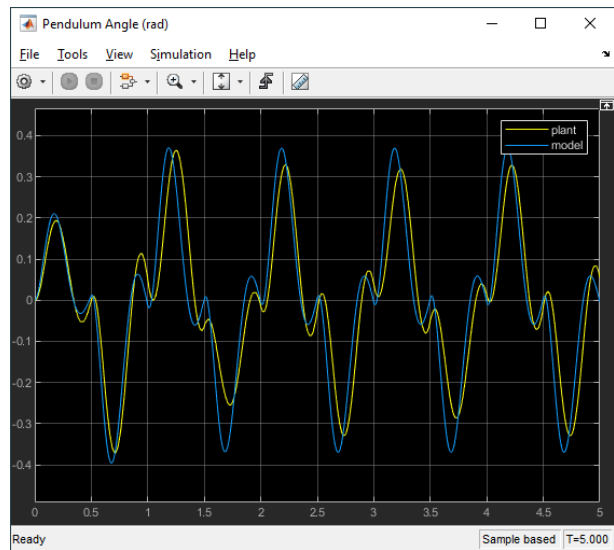 Pendulum Angle (rad)
File Tools View Simulation Help
plant
model
0.4
0.3
0.2
0.1
0
-0.1
-0.2
-0.3
-0.4
0 0.5 1 1.5 2 2.5 3 3.5 4 4.5 5
Ready Sample based T=5.000